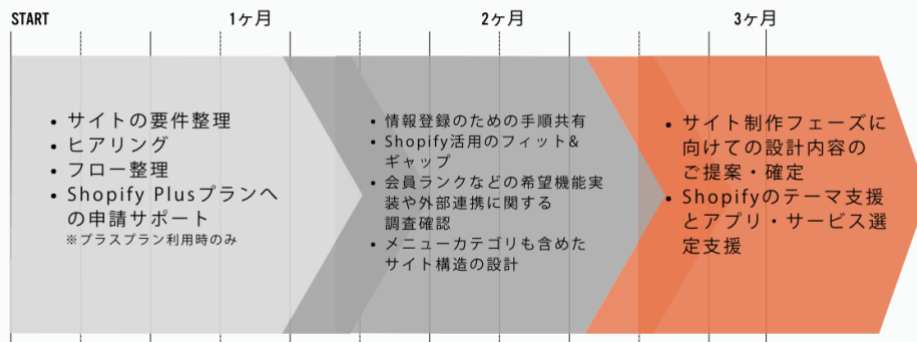 START
1ヶ月
2ヶ月
3ヶ月
• サイトの要件整理
• ヒアリング
• フロー整理
• Shopify Plusプランへ
の申請サポート
※プラスプラン利用時のみ
• 情報登録のための手順共有
• Shopify活用のフィット&
ギャップ
• 会員ランクなどの希望機能実
装や外部連携に関する
調査確認
• メニューカテゴリも含めた
サイト構造の設計
• サイト制作フェーズに
向けての設計内容の
ご提案・確定
• Shopifyのテーマ支援
とアプリ・サービス選
定支援